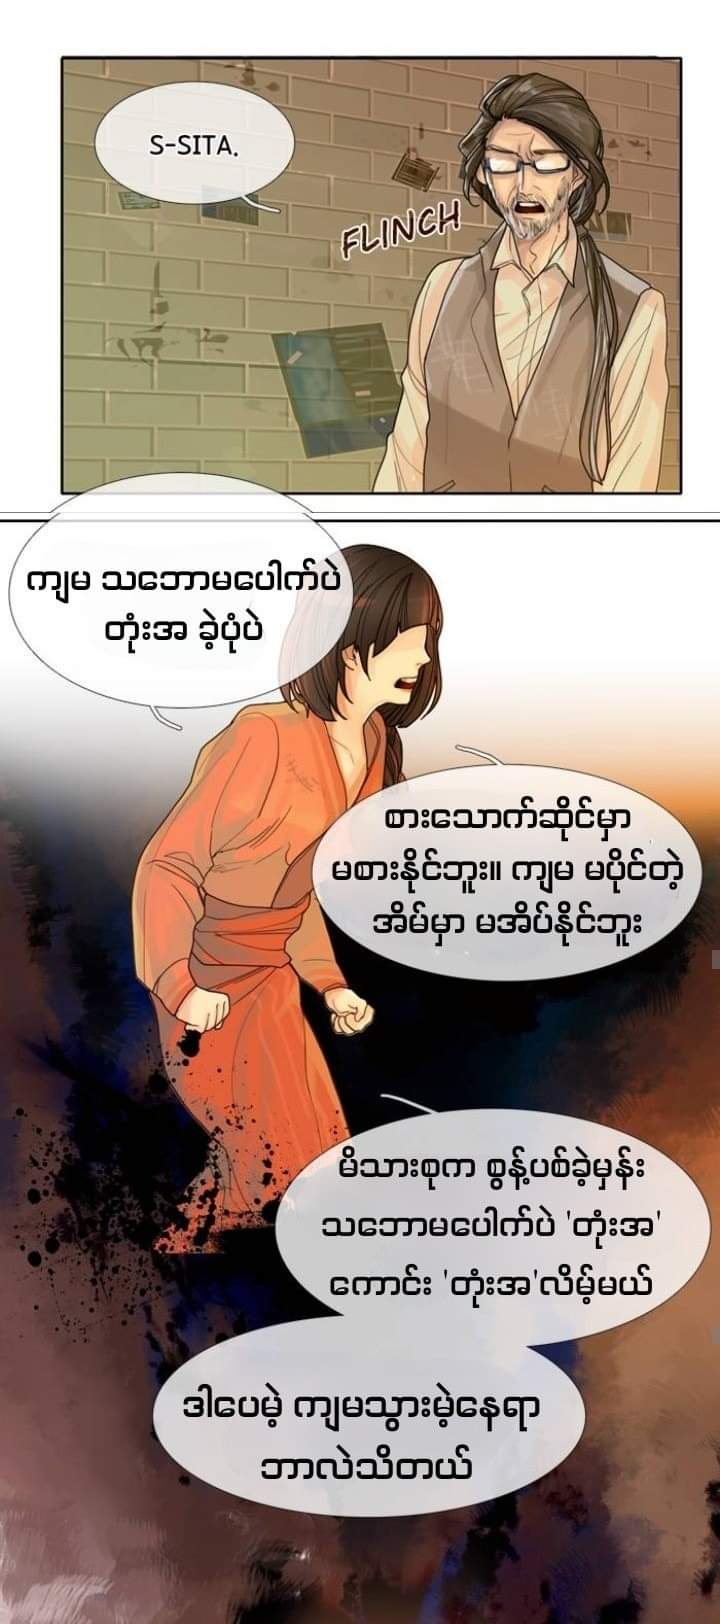 S-SITA.
FLINCH
ကျမ သဘောမပေါက်ပဲ
တုံးအ ခဲ့ပုံပဲ
စားသောက်ဆိုင်မှာ
မစားနိုင်ဘူး။ ကျမ မပိုင်တဲ့
အိမ်မှာ မအိပ်နိုင်ဘူး
မိသားစုက စွန့်ပစ်ခဲ့မှန်း
သဘောမပေါက်ပဲ 'တုံးအ'
ကောင်း 'တုံးအ'လိမ့်မယ်
ဒါပေမဲ့ ကျမသွားမဲ့နေရာ
ဘာလဲသိတယ်